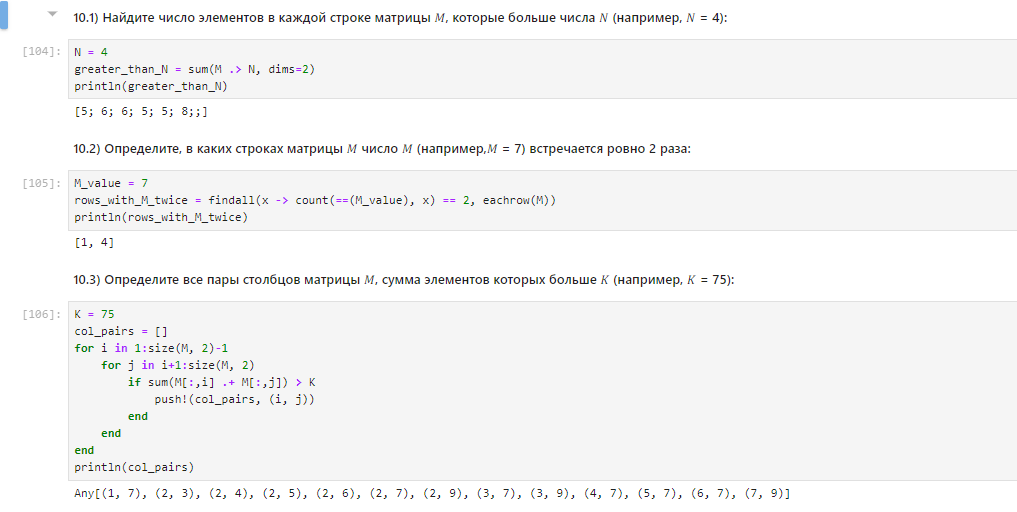 10.1) Найдите число элементов в каждой строке матрицы M, которые больше числа N (например, N = 4):
[104]: N = 4
greater_than_N = sum(M .> N, dims=2)
println(greater_than_N)
[5; 6; 6; 5; 5; 8;;]
10.2) Определите, в каких строках матрицы M число M (например,M = 7) встречается ровно 2 раза:
[105]: M_value = 7
rows_with_M_twice = findall(x -> count(==(M_value), x) == 2, eachrow(M))
println(rows_with_M_twice)
[1, 4]
10.3) Определите все пары столбцов матрицы M, сумма элементов которых больше K (например, K = 75):
[106]: K = 75
col_pairs = []
for i in 1:size(M, 2)-1
    for j in i+1:size(M, 2)
        if sum(M[:,i] .+ M[:,j]) > K
            push!(col_pairs, (i, j))
        end
    end
end
println(col_pairs)
Any[(1, 7), (2, 3), (2, 4), (2, 5), (2, 6), (2, 7), (2, 9), (3, 7), (3, 9), (4, 7), (5, 7), (6, 7), (7, 9)]